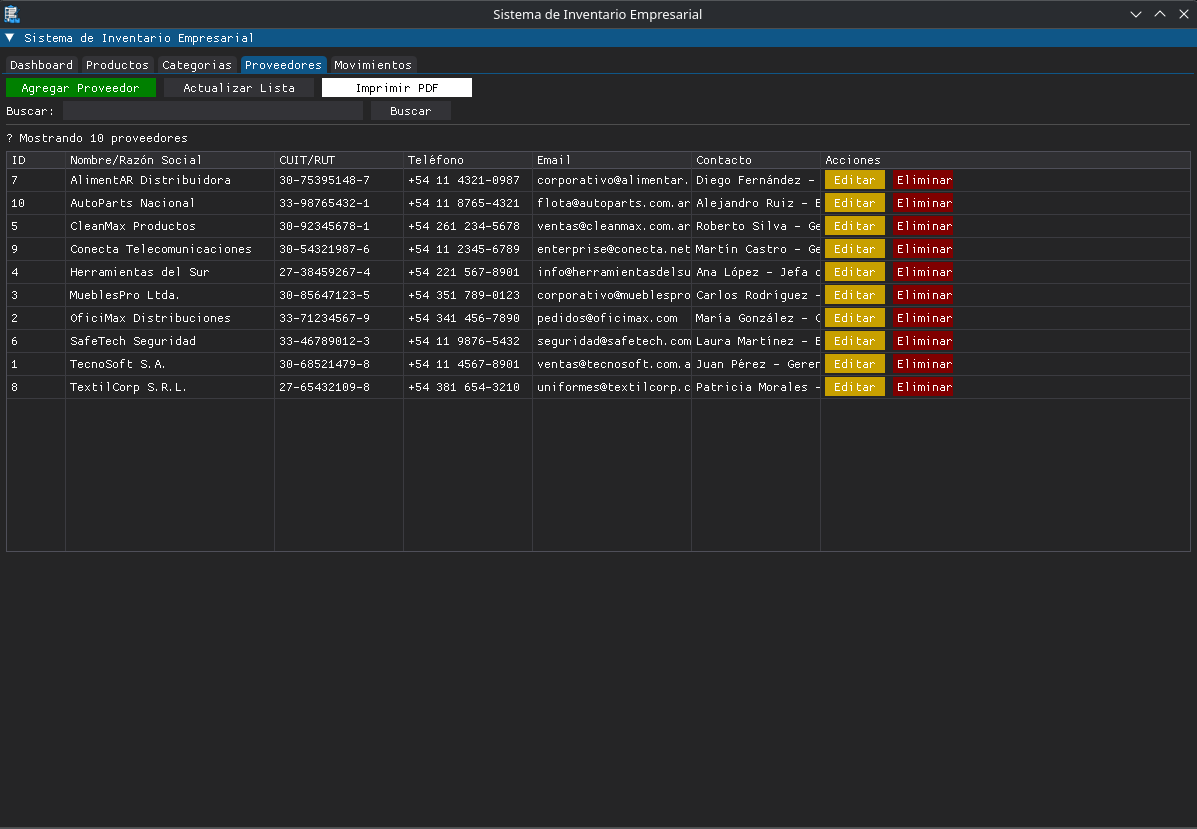 Sistema de Inventario Empresarial
Sistema de Inventario Empresarial
Dashboard Productos Categorias Proveedores Movimientos
Agregar Proveedor Actualizar Lista Imprimir PDF
Buscar: Buscar
? Mostrando 10 proveedores
ID Nombre/Razón Social CUIT/RUT Teléfono Email Contacto Acciones
7 AlimentAR Distribuidora 30-75395148-7 +54 11 4321-0987 corporativo@alimentar. Diego Fernández - Editar Eliminar
10 AutoParts Nacional 33-98765432-1 +54 11 8765-4321 flota@autoparts.com.ar Alejandro Ruiz - E Editar Eliminar
5 CleanMax Productos 30-92345678-1 +54 261 234-5678 ventas@cleanmax.com.ar Roberto Silva - Ge Editar Eliminar
9 Conecta Telecomunicaciones 30-54321987-6 +54 11 2345-6789 enterprise@conecta.net Martín Castro - Ge Editar Eliminar
4 Herramientas del Sur 27-38459267-4 +54 221 567-8901 info@herramientasdelsu Ana López - Jefa d Editar Eliminar
3 MueblesPro Ltda. 30-85647123-5 +54 351 789-0123 corporativo@mueblespro Carlos Rodríguez - Editar Eliminar
2 OficiMax Distribuciones 33-71234567-9 +54 341 456-7890 pedidos@oficimax.com María González - C Editar Eliminar
6 SafeTech Seguridad 33-46789012-3 +54 11 9876-5432 seguridad@safetech.com Laura Martínez - E Editar Eliminar
1 TecnoSoft S.A. 30-68521479-8 +54 11 4567-8901 ventas@tecnosoft.com.a Juan Pérez - Geren Editar Eliminar
8 TextilCorp S.R.L. 27-65432109-8 +54 381 654-3210 uniformes@textilcorp.c Patricia Morales - Editar Eliminar